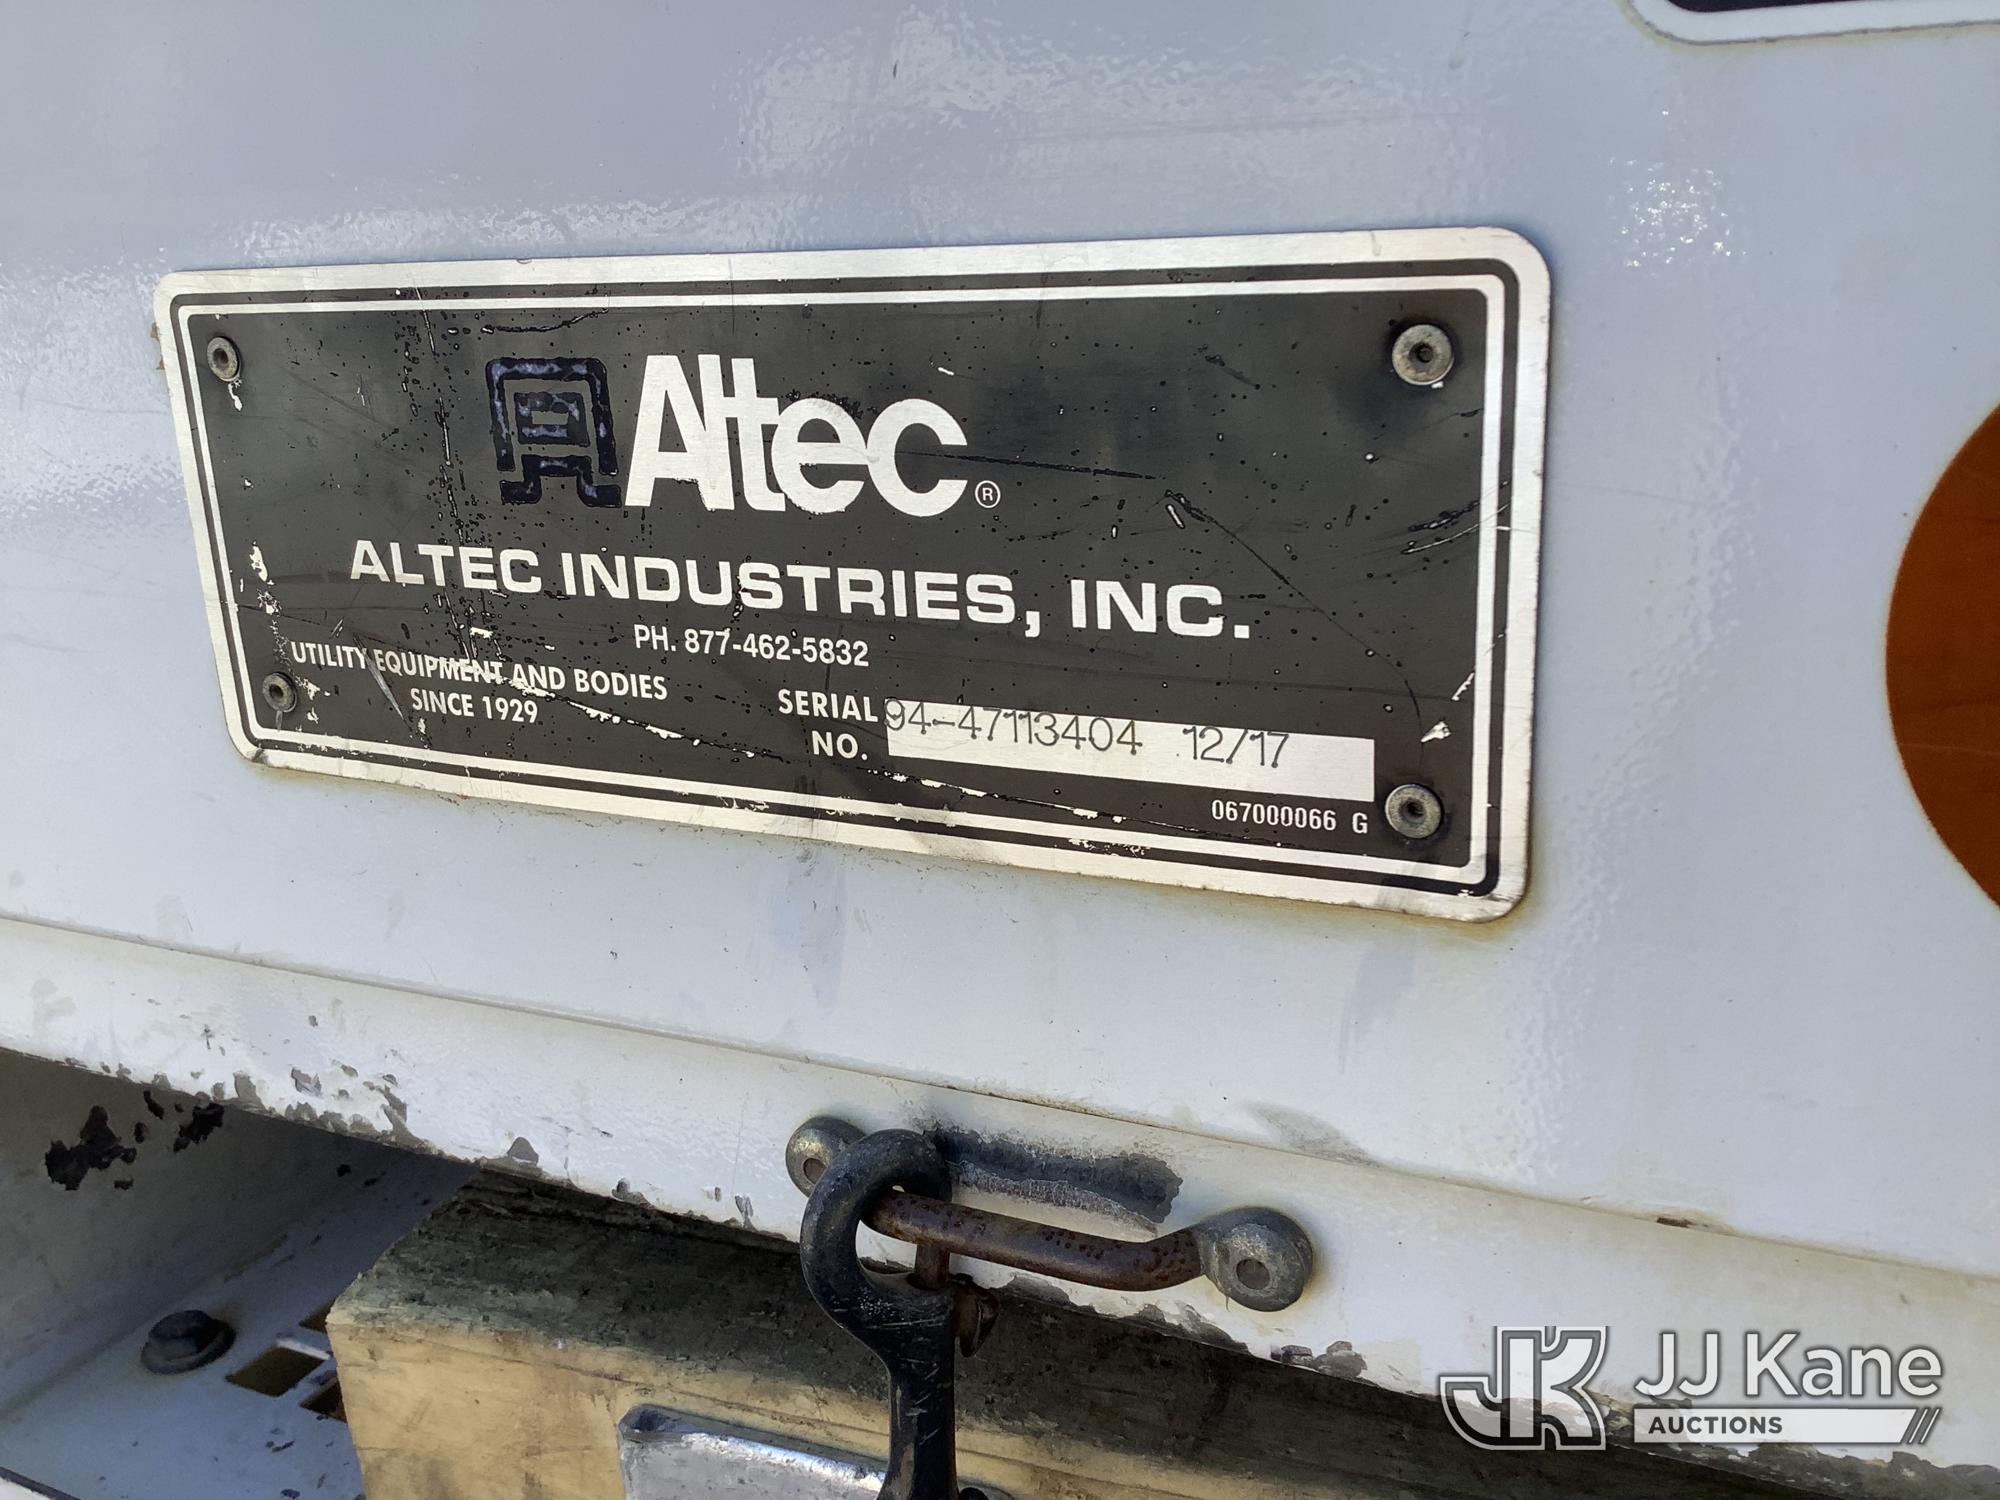 Altec®
ALTEC INDUSTRIES, INC.
PH. 877-462-5832
UTILITY EQUIPMENT AND BODIES
SINCE 1929
SERIAL NO. 94-47113404 12/17
067000066 G
JK JJ Kane
AUCTIONS